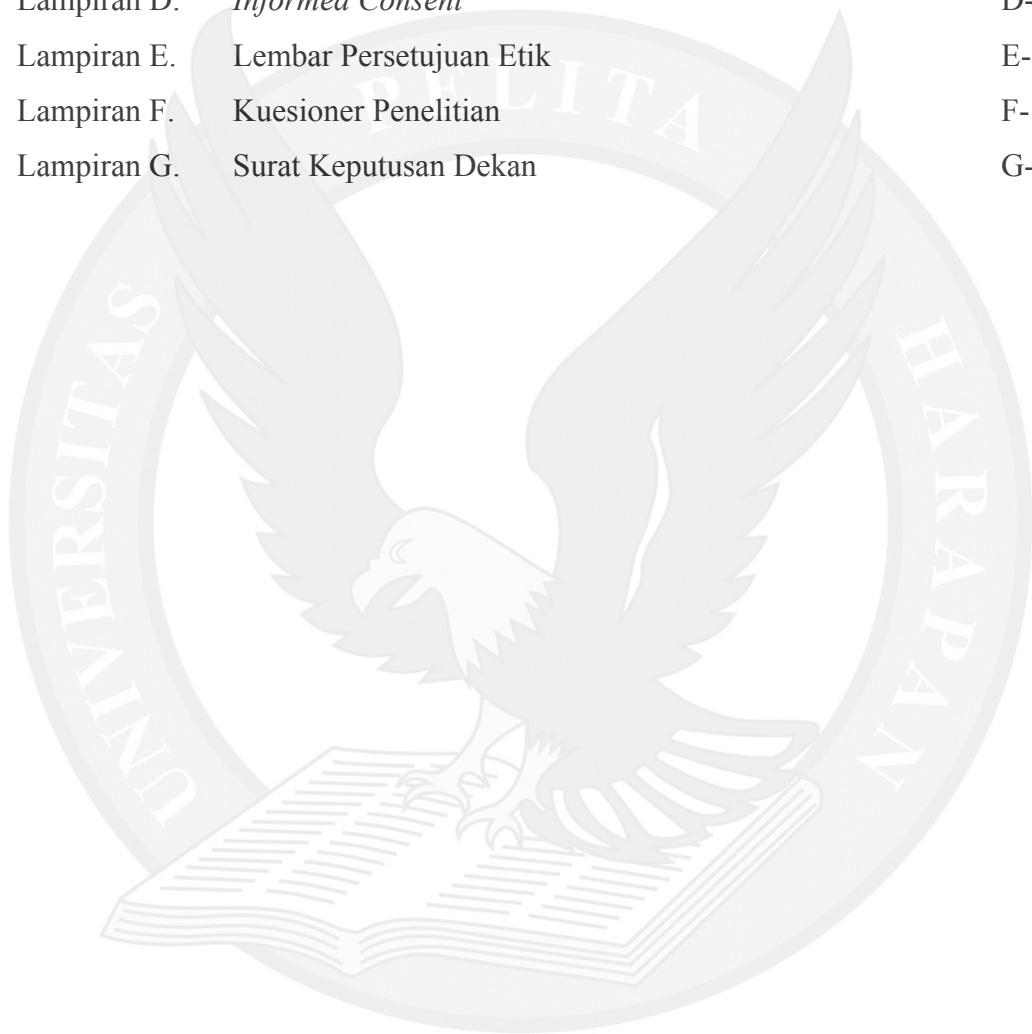 Lampiran D. Informed Consent D-
Lampiran E. Lembar Persetujuan Etik E-
Lampiran F. Kuesioner Penelitian F-
Lampiran G. Surat Keputusan Dekan G-
UNIVERSITAS PELITA HARAPAN